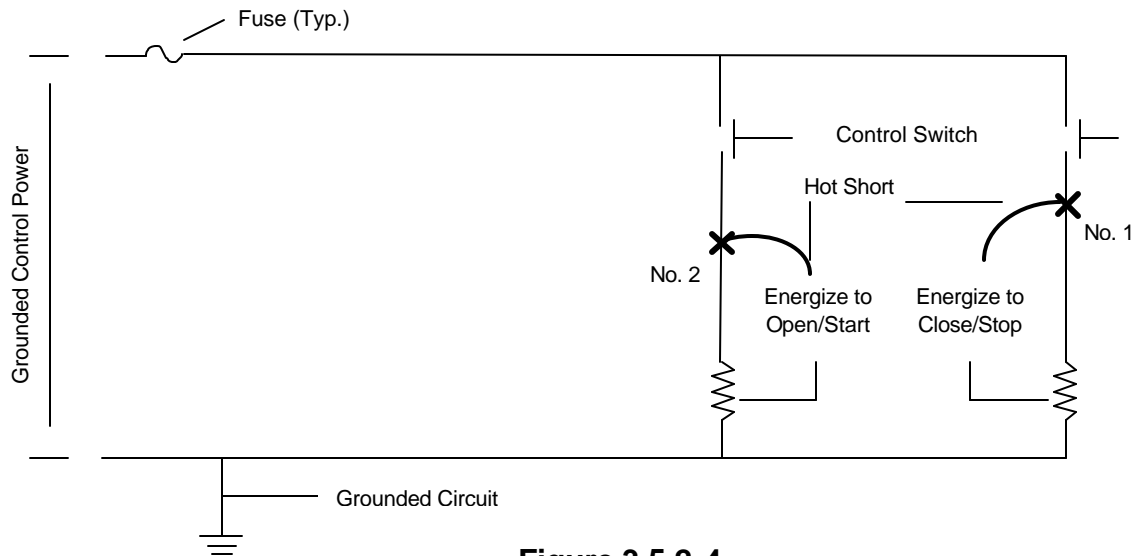 Fuse (Typ.)
Control Switch
Hot Short
No. 1
No. 2
Energize to
Open/Start
Energize to
Close/Stop
Grounded Control Power
Grounded Circuit
Figure 3.5.2-4